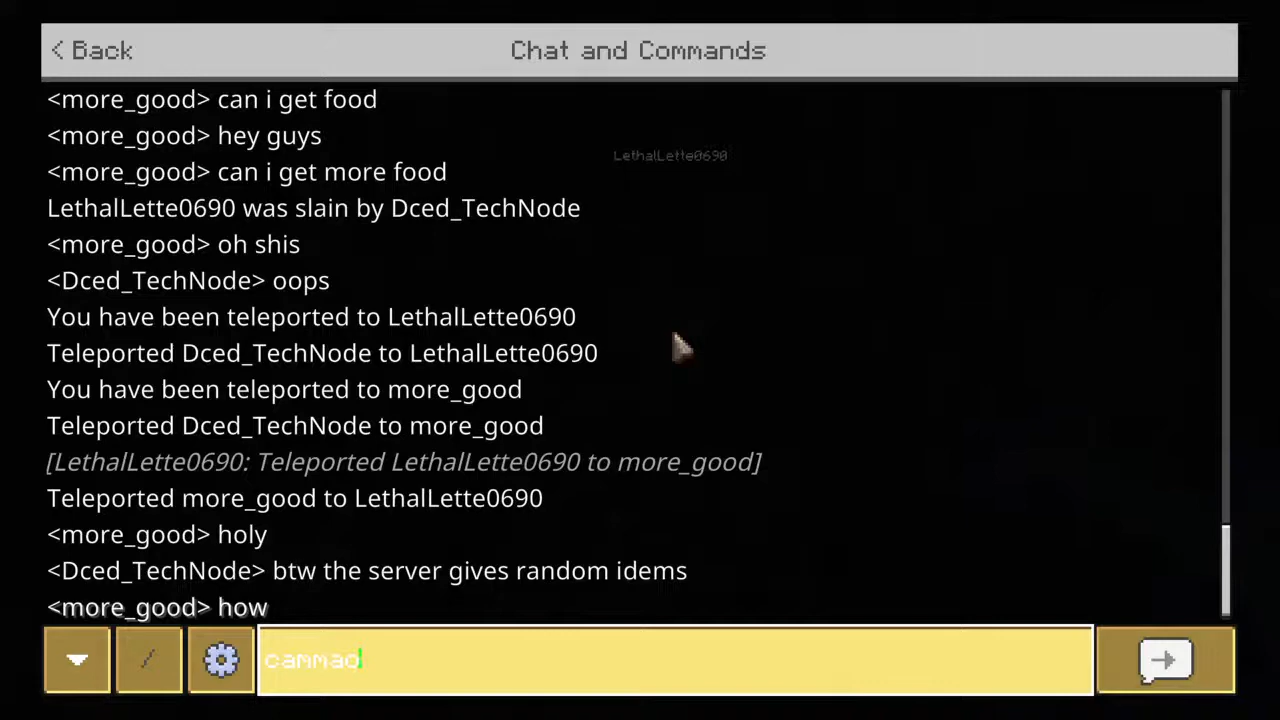 < Back
Chat and Commands
<more_good> can i get food
<more_good> hey guys
LethalLette0690
<more_good> can i get more food
LethalLette0690 was slain by Dced_TechNode
<more_good> oh shis
<Dced_TechNode> oops
You have been teleported to LethalLette0690
Teleported Dced_TechNode to LethalLette0690
You have been teleported to more_good
Teleported Dced_TechNode to more_good
[LethalLette0690: Teleported LethalLette0690 to more_good]
Teleported more_good to LethalLette0690
<more_good> holy
<Dced_TechNode> btw the server gives random idems
<more_good> how
/
cammad